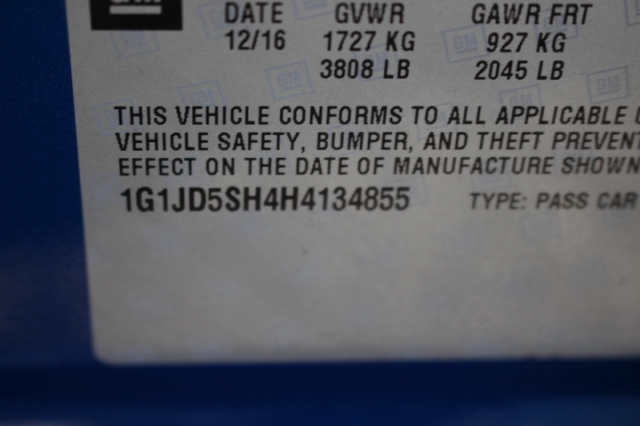 GM
DATE GVWR GAWR FRT
12/16 1727 KG 927 KG
3808 LB 2045 LB
THIS VEHICLE CONFORMS TO ALL APPLICABLE
VEHICLE SAFETY, BUMPER, AND THEFT PREVENT
EFFECT ON THE DATE OF MANUFACTURE SHOWN
1G1JD5SH4H4134855 TYPE: PASS CAR